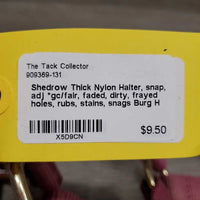 The Tack Collector
909369-131
Shedrow Thick Nylon Halter, snap,
adj *gc/fair, faded, dirty, frayed
holes, rubs, stains, snags Burg H
$9.50
X5D9CN